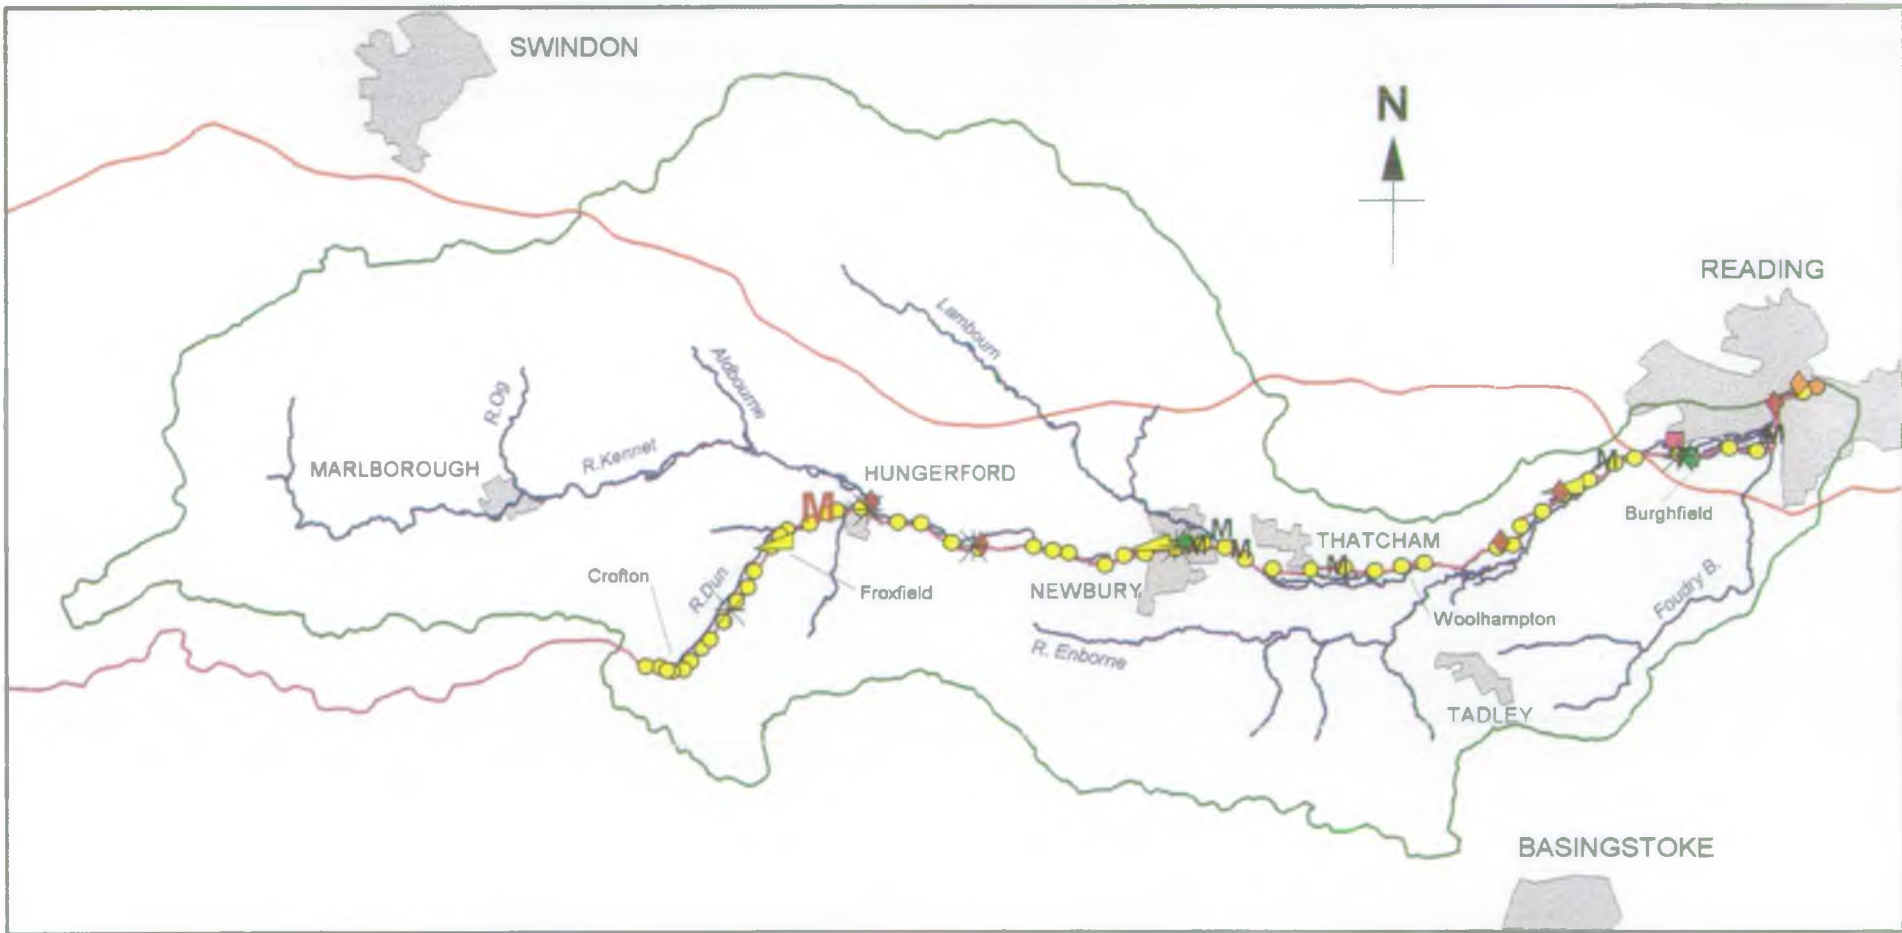 SWINDON
N
READING
Lambourn
Aldbourne
R.Og
R.Kennet
MARLBOROUGH
HUNGERFORD
M
M
M
Burghfield
M
M
M
THATCHAM
M
Crofton
R.Dun
Froxfield
NEWBURY
Woolhampton
Foudry B.
R. Enborne
TADLEY
BASINGSTOKE